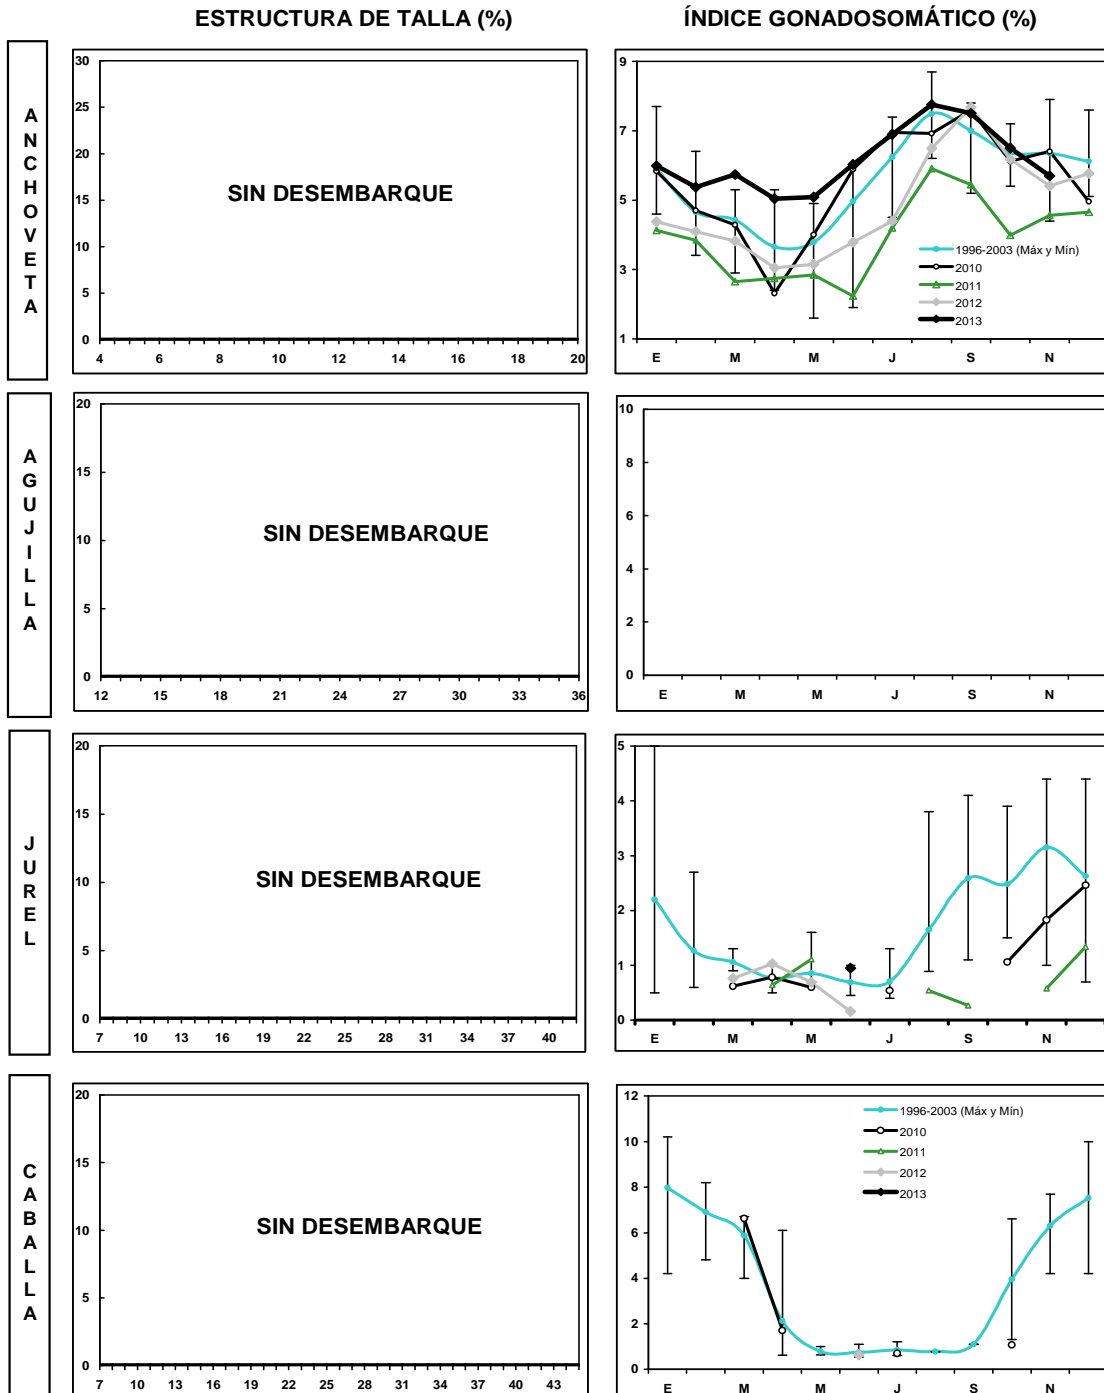 ESTRUCTURA DE TALLA (%)
ÍNDICE GONADOSOMÁTICO (%)
ANCHOVETA
30
25
20
15
10
5
0
SIN DESEMBARQUE
4 6 8 10 12 14 16 18 20
9
7
5
3
1
1996-2003 (Máx y Mín)
2010
2011
2012
2013
E M M J S N
AGUJILLA
20
15
10
5
0
SIN DESEMBARQUE
12 15 18 21 24 27 30 33 36
10
8
6
4
2
0
E M M J S N
JUREL
20
15
10
5
0
SIN DESEMBARQUE
7 10 13 16 19 22 25 28 31 34 37 40
5
4
3
2
1
0
E M M J S N
CABALLA
20
15
10
5
0
SIN DESEMBARQUE
7 10 13 16 19 22 25 28 31 34 37 40 43
12
10
8
6
4
2
0
1996-2003 (Máx y Mín)
2010
2011
2012
2013
E M M J S N